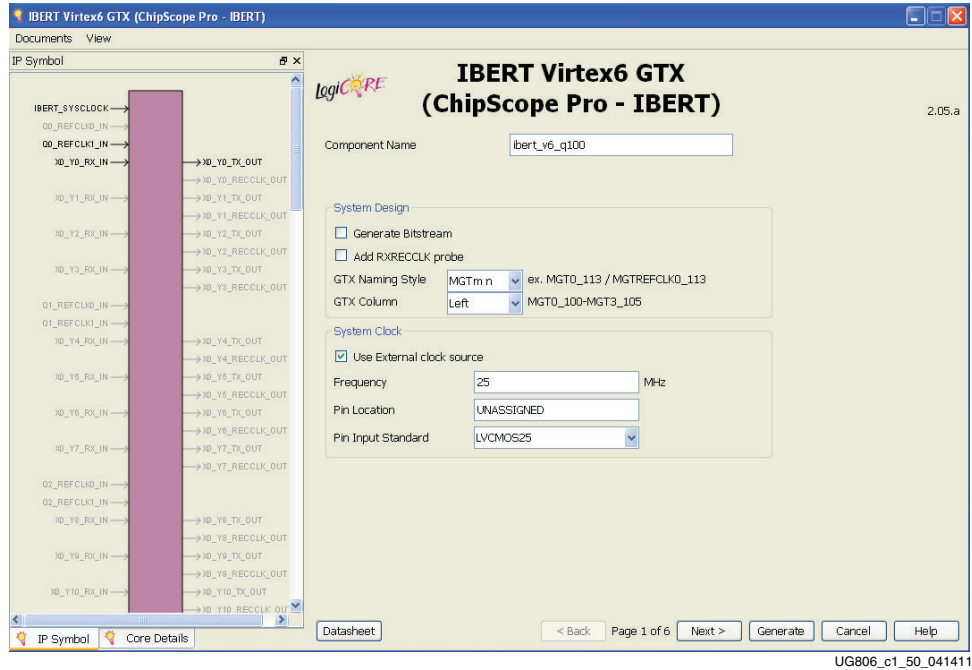 IBERT Virtex6 GTX (ChipScope Pro - IBERT)
Documents View
IP Symbol
IBERT_SYSCLOCK
Q0_REFCLK0_IN
Q0_REFCLK1_IN
X0_Y0_RX_IN X0_Y0_TX_OUT
X0_Y0_RECCLK_OUT
X0_Y1_RX_IN X0_Y1_TX_OUT
X0_Y1_RECCLK_OUT
X0_Y2_RX_IN X0_Y2_TX_OUT
X0_Y2_RECCLK_OUT
X0_Y3_RX_IN X0_Y3_TX_OUT
X0_Y3_RECCLK_OUT
Q1_REFCLK0_IN
Q1_REFCLK1_IN
X0_Y4_RX_IN X0_Y4_TX_OUT
X0_Y4_RECCLK_OUT
X0_Y5_RX_IN X0_Y5_TX_OUT
X0_Y5_RECCLK_OUT
X0_Y6_RX_IN X0_Y6_TX_OUT
X0_Y6_RECCLK_OUT
X0_Y7_RX_IN X0_Y7_TX_OUT
X0_Y7_RECCLK_OUT
Q2_REFCLK0_IN
Q2_REFCLK1_IN
X0_Y8_RX_IN X0_Y8_TX_OUT
X0_Y8_RECCLK_OUT
X0_Y9_RX_IN X0_Y9_TX_OUT
X0_Y9_RECCLK_OUT
X0_Y10_RX_IN X0_Y10_TX_OUT
X0_Y10_RECCLK_OUT
IP Symbol Core Details
LogiCORE
IBERT Virtex6 GTX
(ChipScope Pro - IBERT)
2.05.a
Component Name ibert_v6_q100
System Design
Generate Bitstream
Add RXRECCLK probe
GTX Naming Style MGTm n ex. MGT0_113 / MGTREFCLK0_113
GTX Column Left MGT0_100-MGT3_105
System Clock
Use External clock source
Frequency 25 MHz
Pin Location UNASSIGNED
Pin Input Standard LVCMOS25
Datasheet < Back Page 1 of 6 Next > Generate Cancel Help
UG806_c1_50_041411